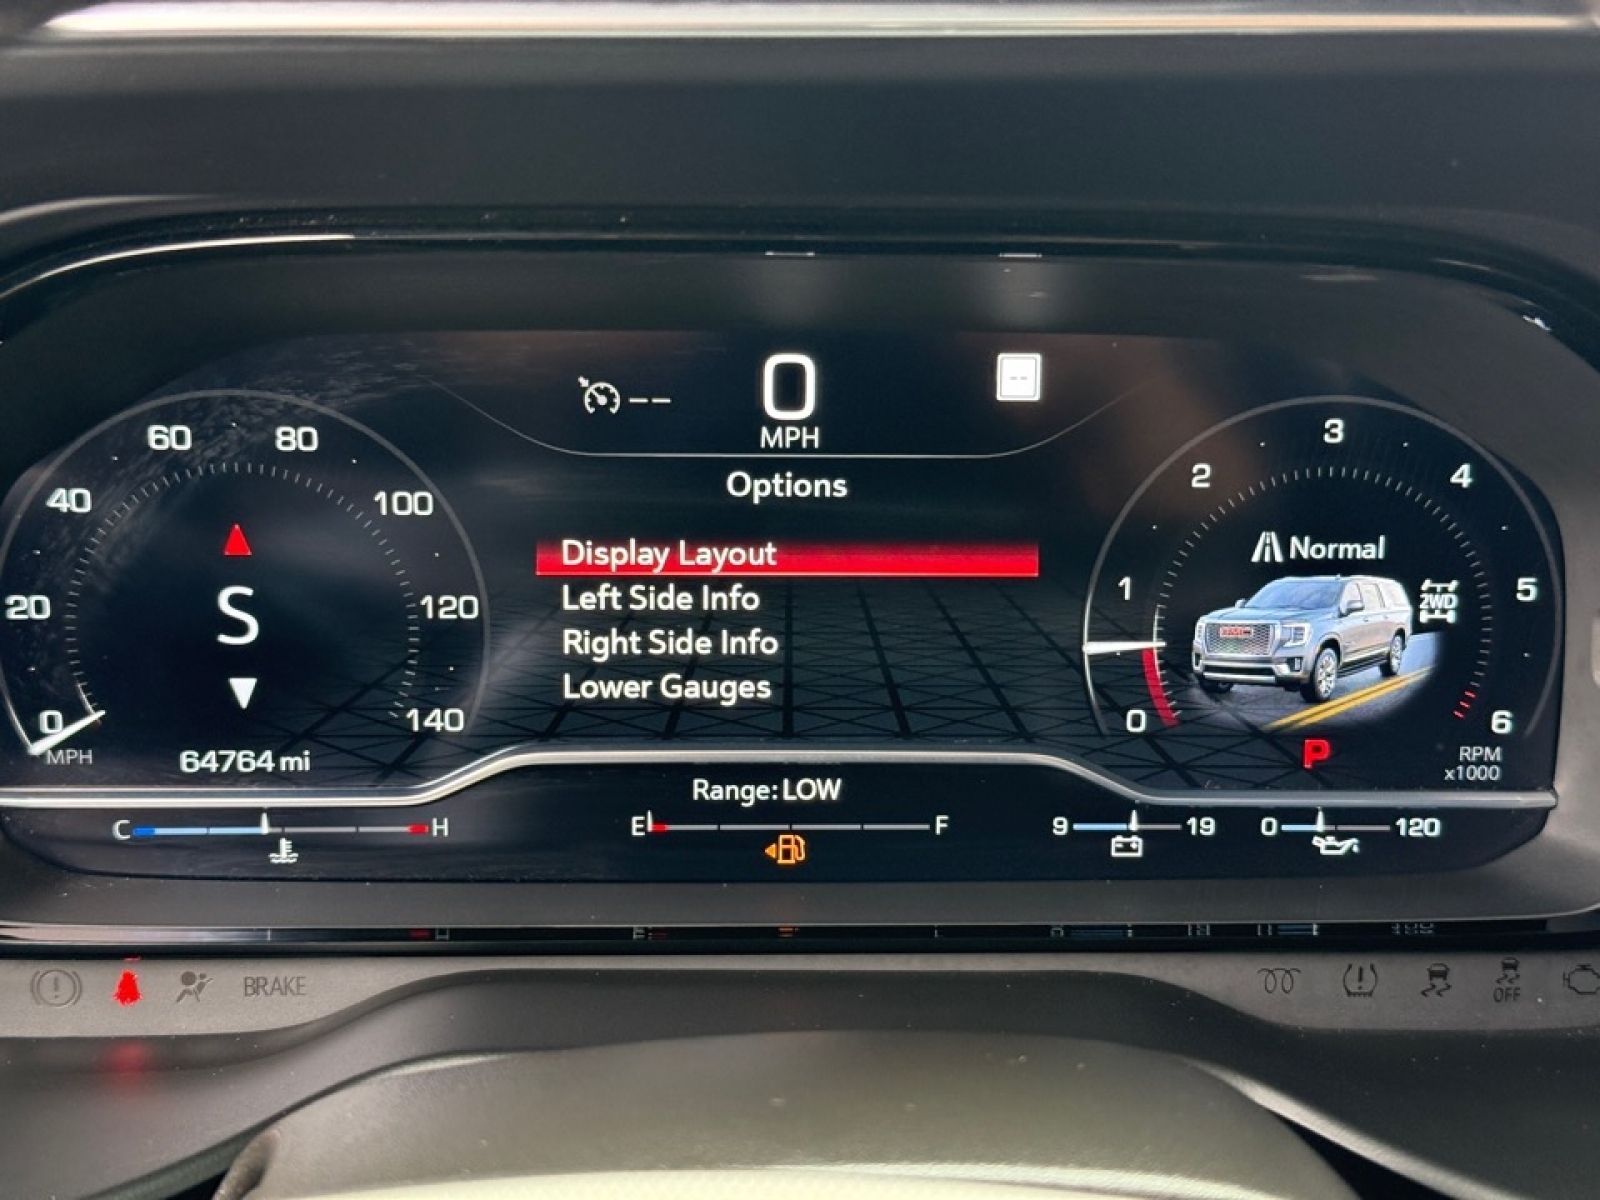 0
MPH
--
--
Options
Display Layout
Left Side Info
Right Side Info
Lower Gauges
0
20
40
60
80
100
120
140
MPH
S
64764 mi
0
1
2
3
4
5
6
RPM
x1000
Normal
GMC
2WD
P
Range: LOW
C H
E F
9 19
0 120
BRAKE
OFF